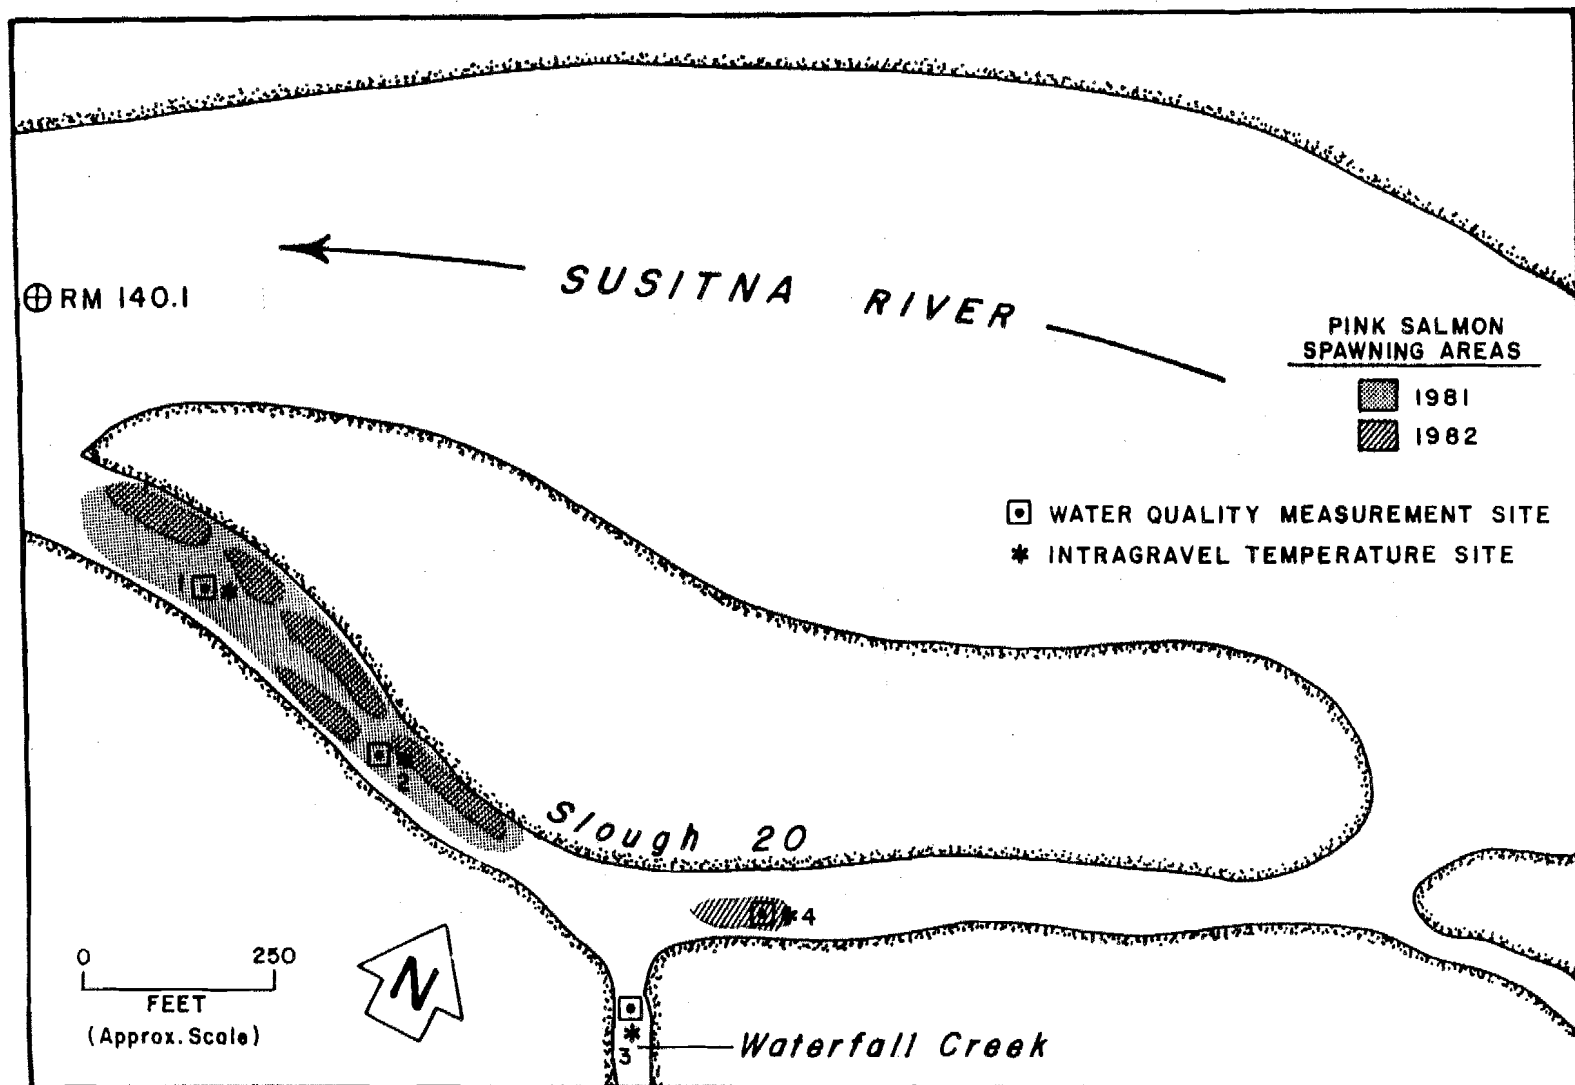 SUSITNA RIVER
RM 140.1
PINK SALMON
SPAWNING AREAS
1981
1982
WATER QUALITY MEASUREMENT SITE
INTRAGRAVEL TEMPERATURE SITE
1
2
Slough 20
4
0 250
FEET
(Approx. Scale)
N
3
Waterfall Creek